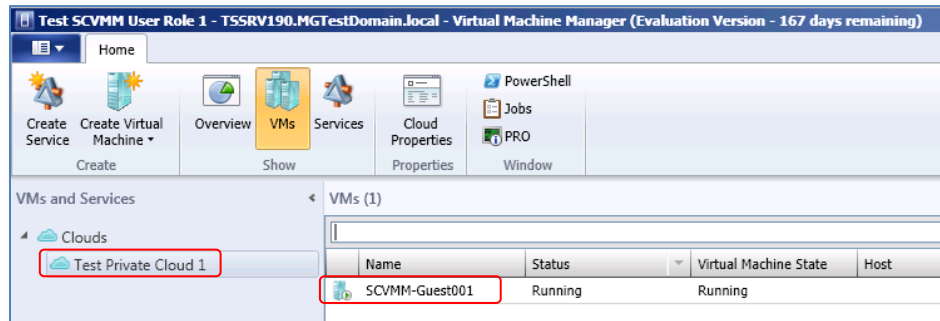 Test SCVMM User Role 1 - TSSRV190.MGTestDomain.local - Virtual Machine Manager (Evaluation Version - 167 days remaining)
Home
Create Service
Create Virtual Machine
Overview
VMs
Services
Cloud Properties
PowerShell
Jobs
PRO
Create
Show
Properties
Window
VMs and Services
VMs (1)
Clouds
Test Private Cloud 1
Name Status Virtual Machine State Host
SCVMM-Guest001 Running Running